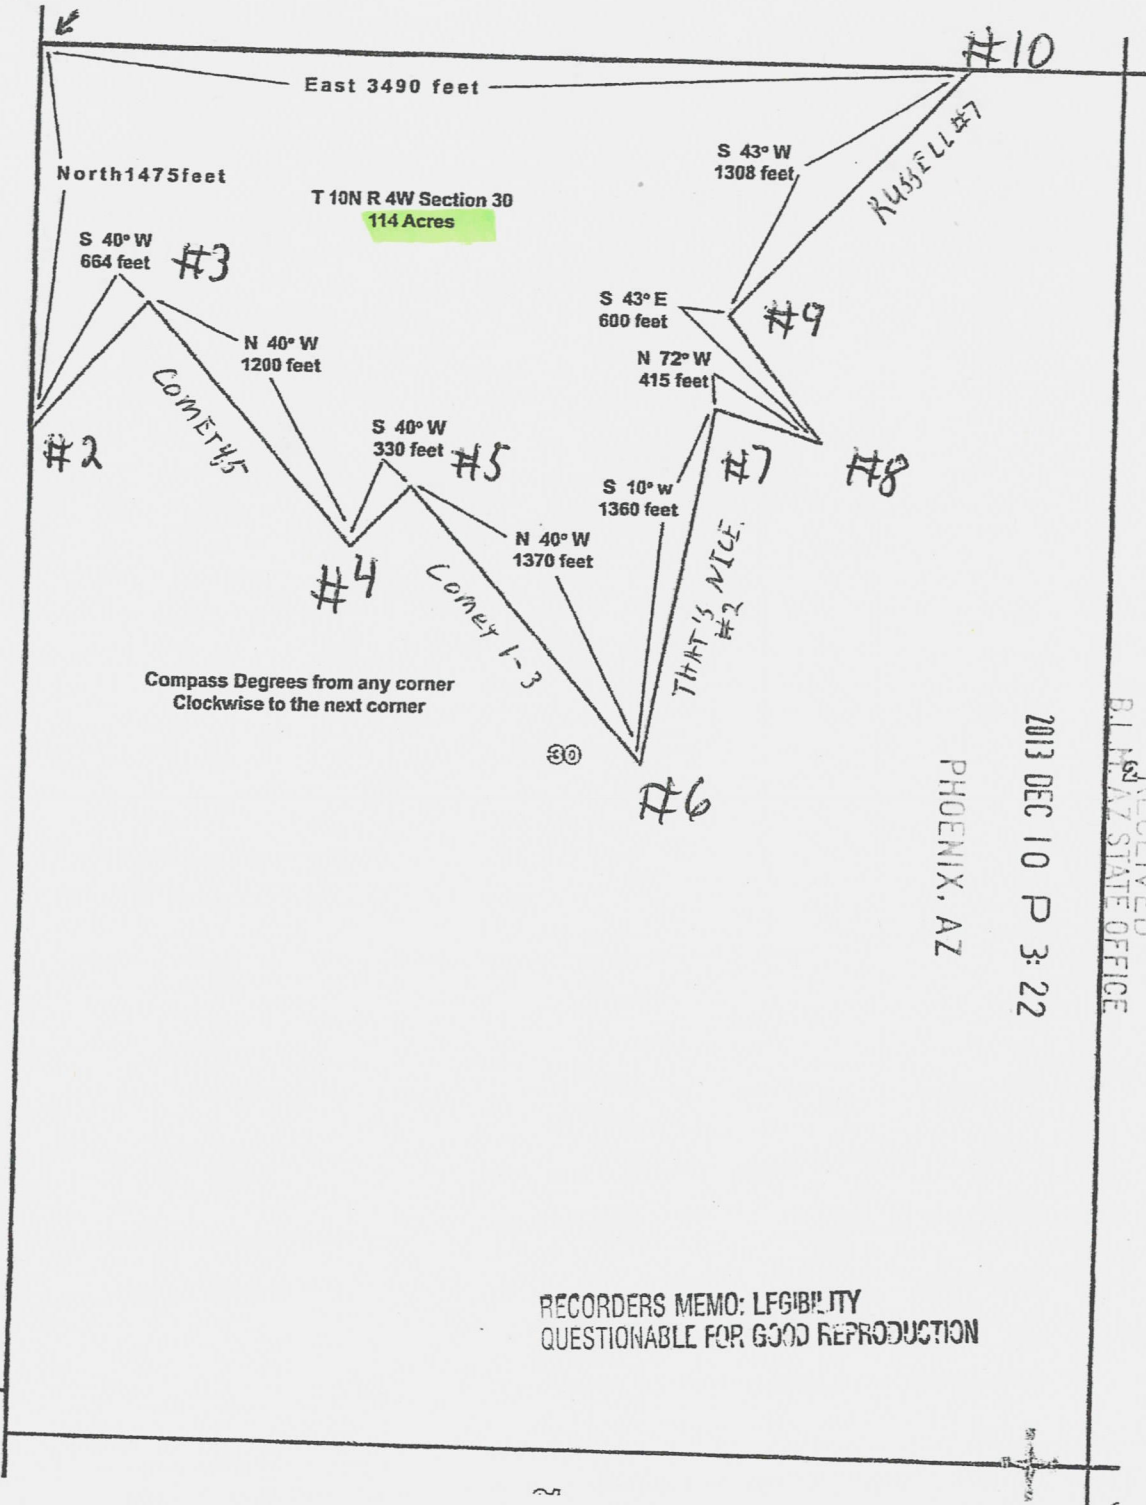 #10
East 3490 feet
S 43° W
1308 feet
RUSSELL #7
North1475feet
T 10N R 4W Section 30
114 Acres
S 40° W
664 feet
#3
S 43° E
600 feet
#9
N 40° W
1200 feet
N 72° W
415 feet
COMET 4,5
#2
S 40° W
330 feet
#5
#7
#8
S 10° w
1360 feet
N 40° W
1370 feet
#4
COMET 1-3
THAT'S NICE
#2
Compass Degrees from any corner
Clockwise to the next corner
30
#6
RECEIVED
B.L.M. AZ STATE OFFICE
2013 DEC 10 P 3:22
PHOENIX, AZ
RECORDERS MEMO: LEGIBILITY
QUESTIONABLE FOR GOOD REPRODUCTION